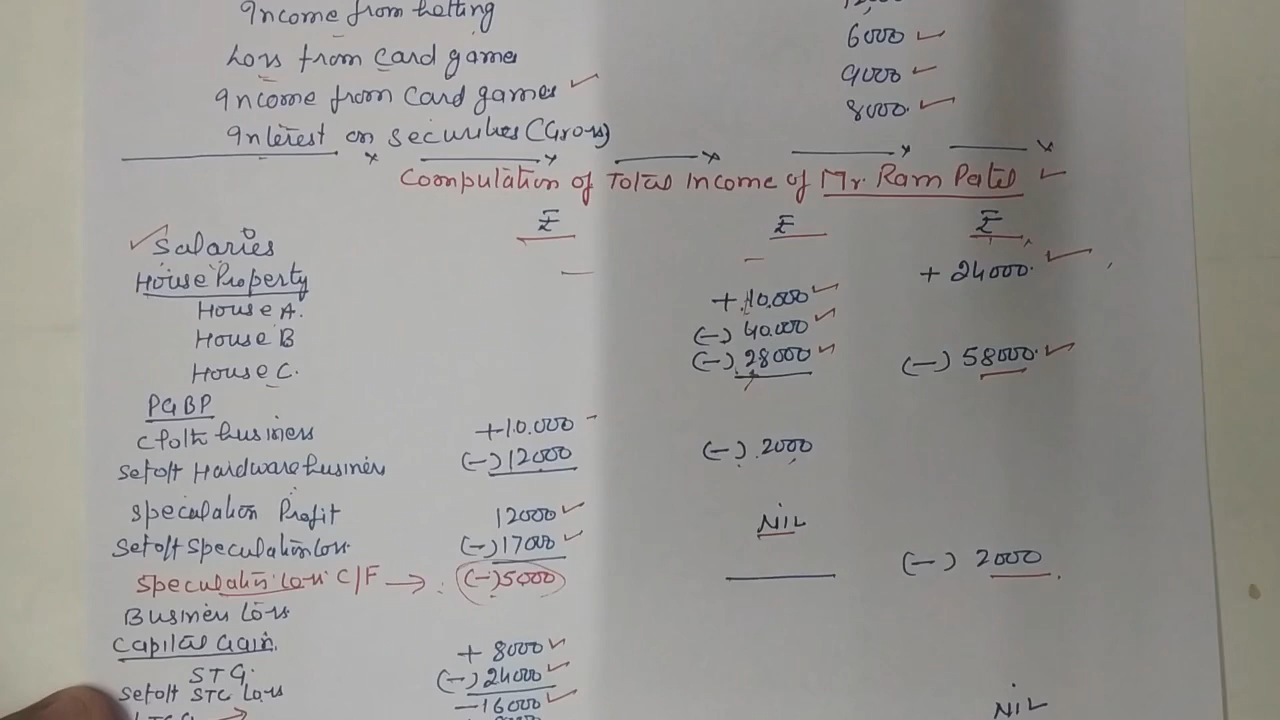 Income from betting
Loss from card game 6000
Income from Card games 9000
Interest on securities (Gross) 8000
Computation of Total Income of Mr. Ram Patel
₹ ₹ ₹
Salaries + 24000
House Property
House A. + 10.000
House B (-) 40.000
House C. (-) 28000 (-) 58000
PGBP
Cloth business +10.000
Setoff Hardware business (-) 12000 (-) 2000
Speculation Profit 12000
Setoff Speculation Loss (-) 17000 NIL
Speculation Loss C/F → (-) 5000
Business Loss (-) 2000
Capital Gain
STG. + 8000
Setoff STC Loss (-) 24000
-16000 NIL